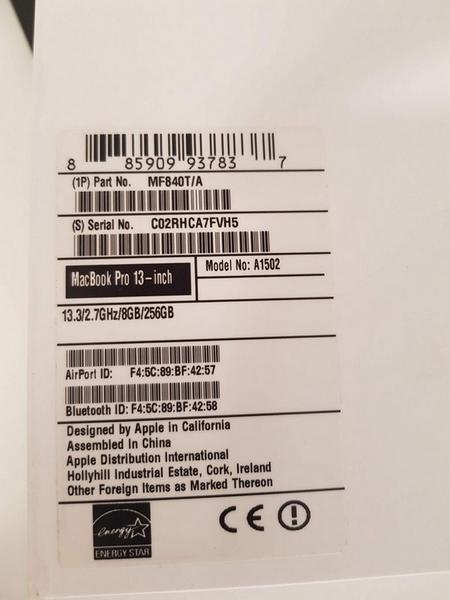 8 85909 93783 7
(1P) Part No. MF840T/A
(S) Serial No. C02RHCA7FVH5
MacBook Pro 13-inch
Model No: A1502
13.3/2.7GHz/8GB/256GB
AirPort ID: F4:5C:89:BF:42:57
Bluetooth ID: F4:5C:89:BF:42:58
Designed by Apple in California
Assembled In China
Apple Distribution International
Hollyhill Industrial Estate, Cork, Ireland
Other Foreign Items as Marked Thereon
energy
ENERGY STAR
CE